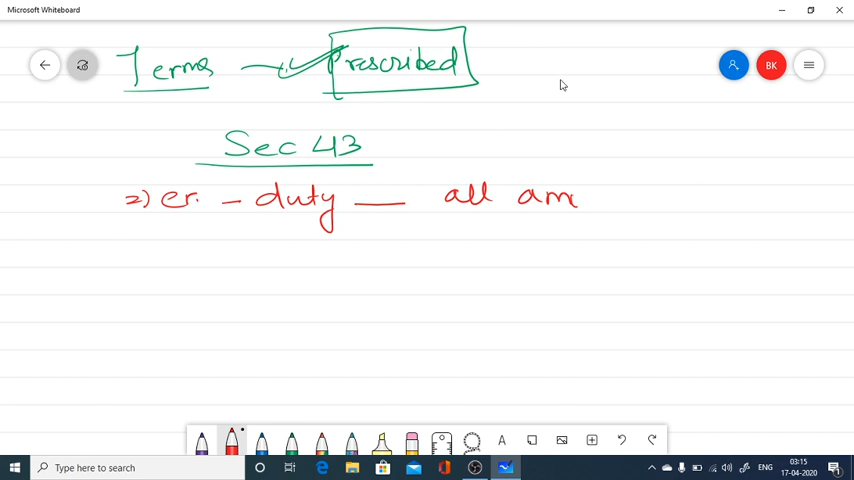 Microsoft Whiteboard
Terms → Prescribed
BK
Sec 43
2) er. - duty — all am
A
Type here to search
ENG
03:15
17-04-2020
1